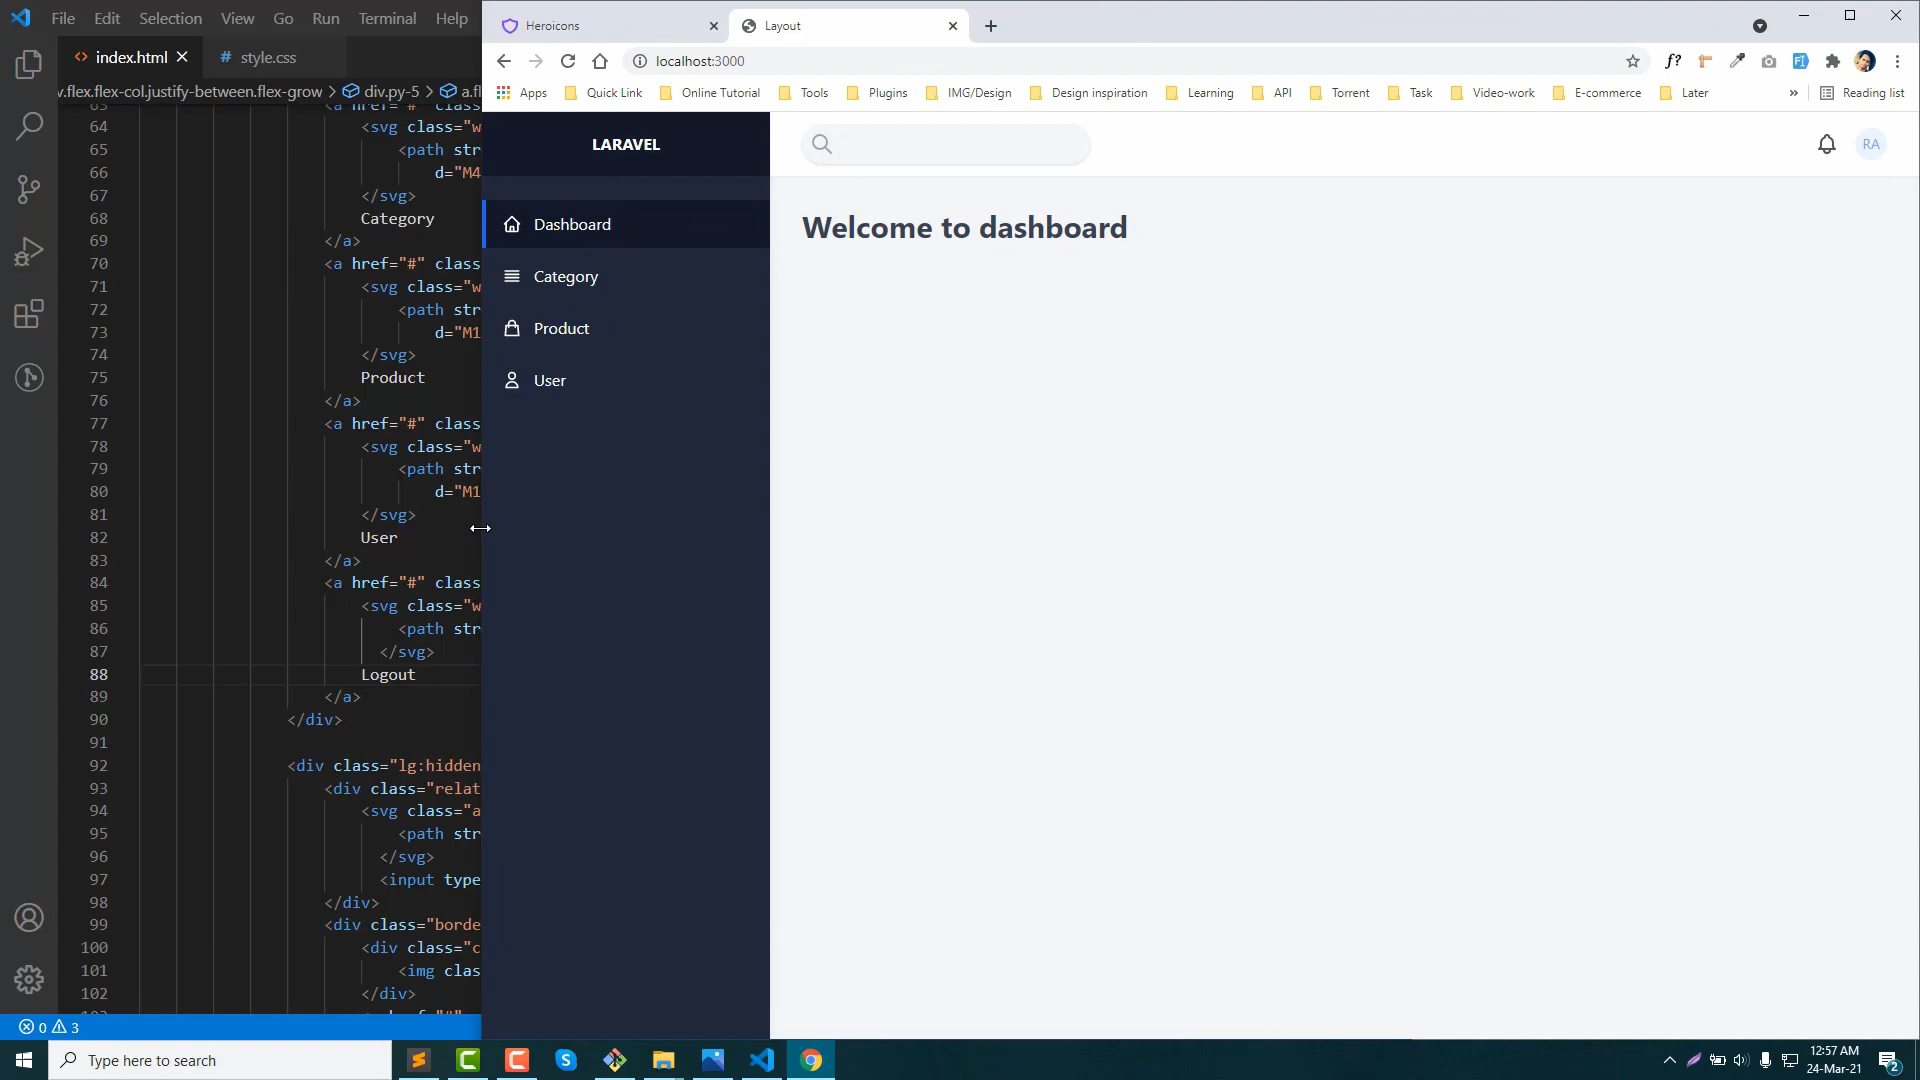 File Edit Selection View Go Run Terminal Help
index.html
# style.css
v.flex.flex-col.justify-between.flex-grow > div.py-5 > a.fl
64 <svg class="w
65 <path str
66 d="M4
67 </svg>
68 Category
69 </a>
70 <a href="#" class
71 <svg class="w
72 <path str
73 d="M1
74 </svg>
75 Product
76 </a>
77 <a href="#" class
78 <svg class="w
79 <path str
80 d="M1
81 </svg>
82 User
83 </a>
84 <a href="#" class
85 <svg class="w
86 <path str
87 </svg>
88 Logout
89 </a>
90 </div>
91
92 <div class="lg:hidden
93 <div class="relat
94 <svg class="a
95 <path str
96 </svg>
97 <input type
98 </div>
99 <div class="borde
100 <div class="c
101 <img clas
102 </div>
0 3
Heroicons
Layout
localhost:3000
f?
Apps Quick Link Online Tutorial Tools Plugins IMG/Design Design inspiration Learning API Torrent Task Video-work E-commerce Later » Reading list
LARAVEL
RA
Dashboard
Category
Product
User
Welcome to dashboard
Type here to search
12:57 AM
24-Mar-21
2